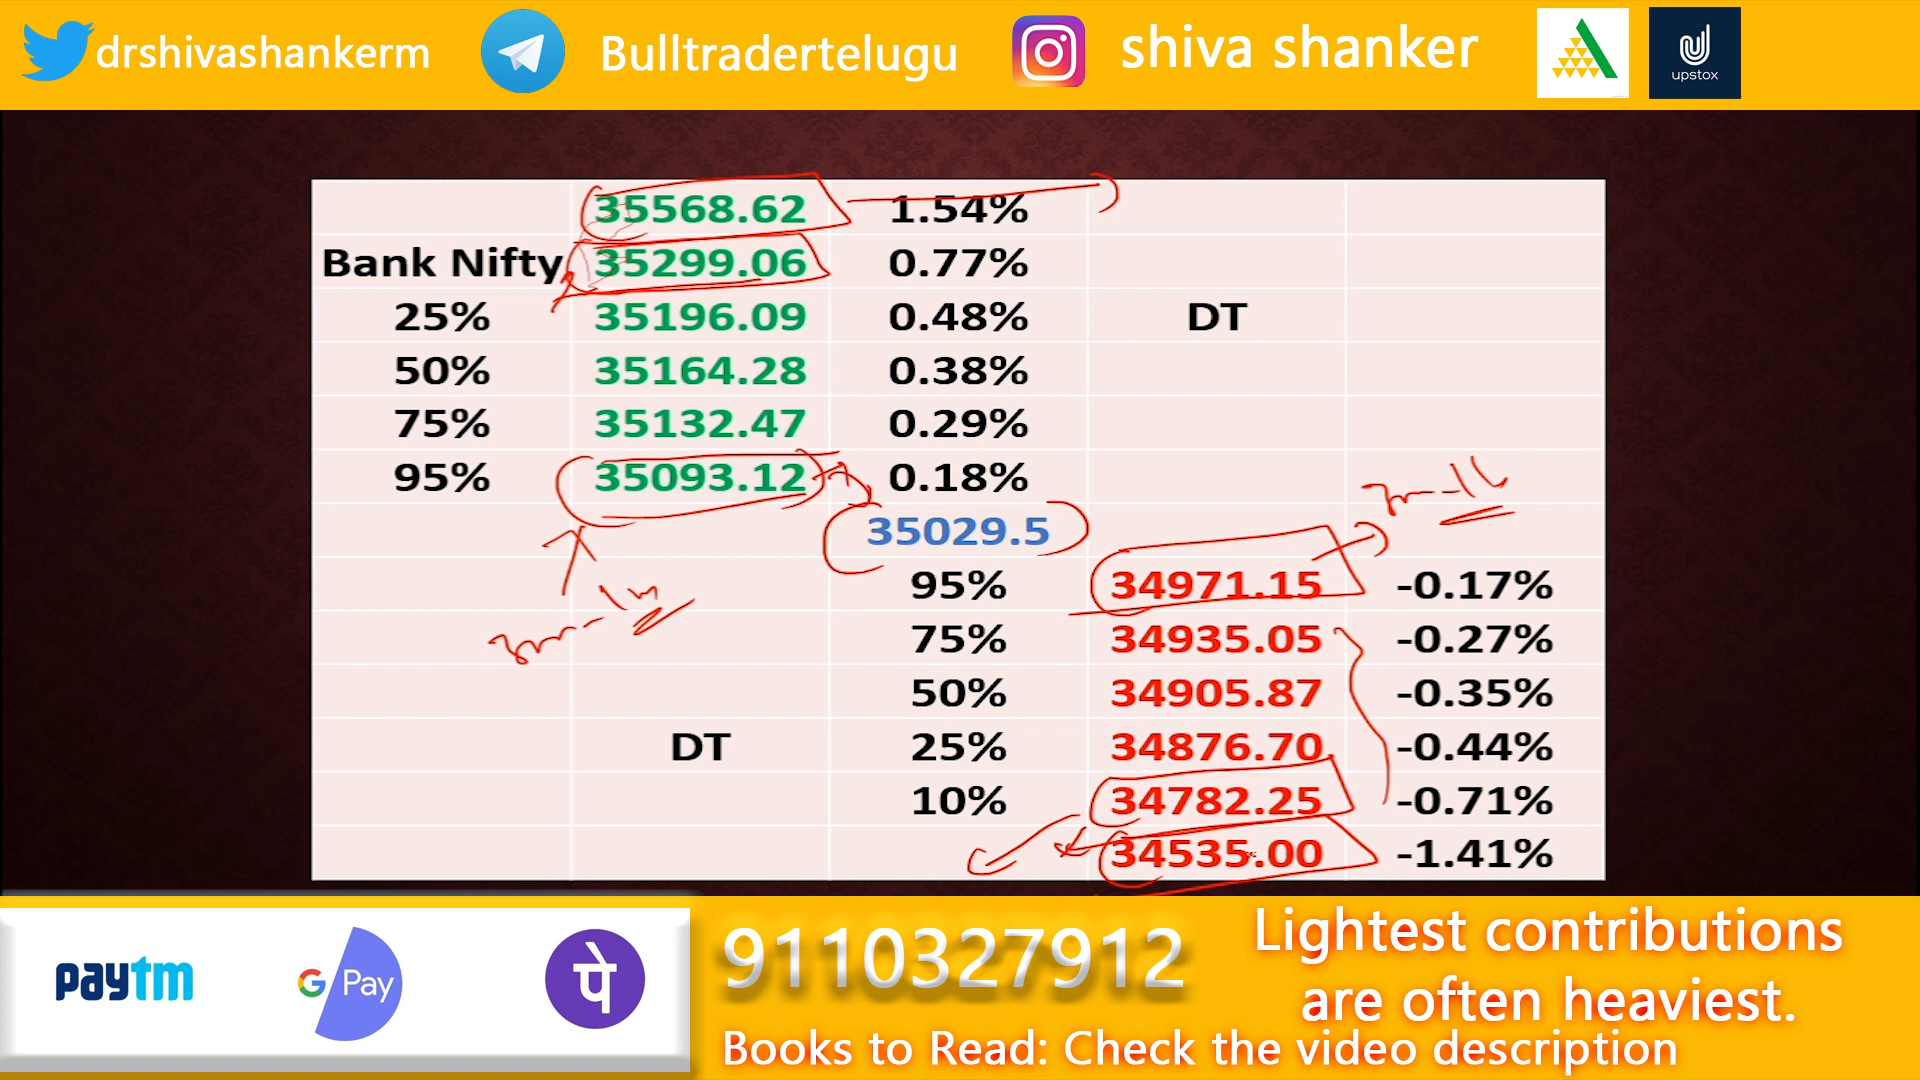 drshivashankerm Bulltradertelugu shiva shanker upstox
35568.62 1.54%
Bank Nifty 35299.06 0.77%
25% 35196.09 0.48% DT
50% 35164.28 0.38%
75% 35132.47 0.29%
95% 35093.12 0.18%
35029.5
95% 34971.15 -0.17%
75% 34935.05 -0.27%
50% 34905.87 -0.35%
DT 25% 34876.70 -0.44%
10% 34782.25 -0.71%
34535.00 -1.41%
paytm G Pay पे 9110327912
Lightest contributions
are often heaviest.
Books to Read: Check the video description